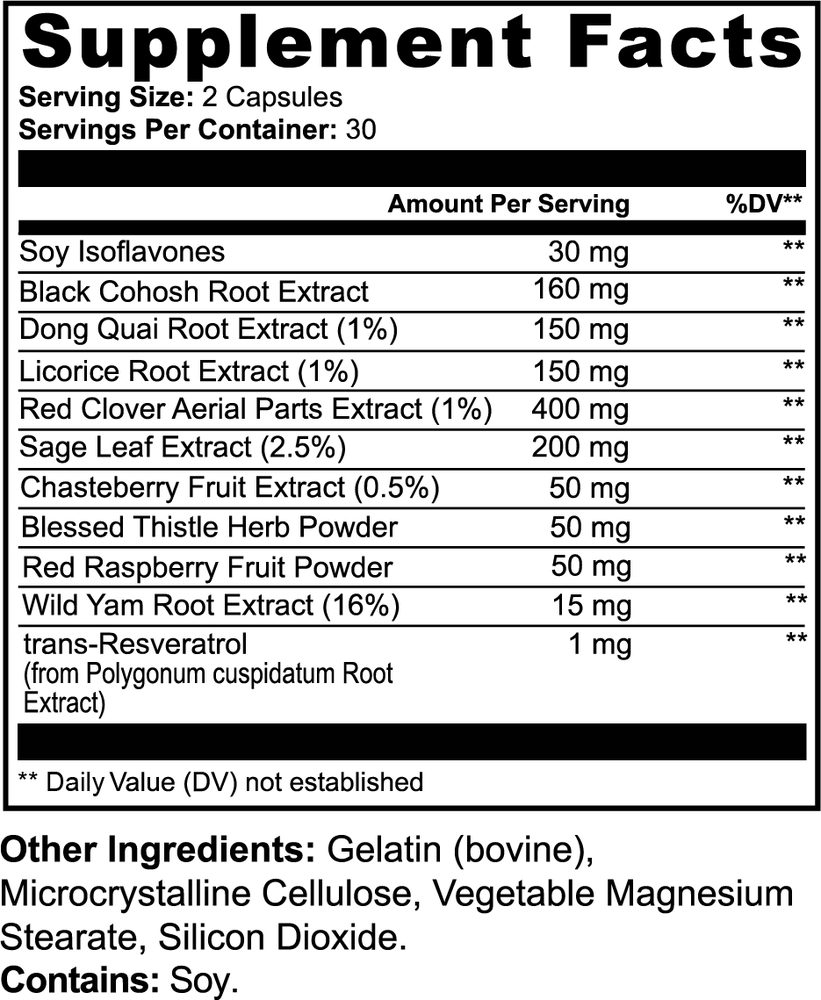 Supplement Facts
Serving Size: 2 Capsules
Servings Per Container: 30
Amount Per Serving %DV**
Soy Isoflavones 30 mg **
Black Cohosh Root Extract 160 mg **
Dong Quai Root Extract (1%) 150 mg **
Licorice Root Extract (1%) 150 mg **
Red Clover Aerial Parts Extract (1%) 400 mg **
Sage Leaf Extract (2.5%) 200 mg **
Chasteberry Fruit Extract (0.5%) 50 mg **
Blessed Thistle Herb Powder 50 mg **
Red Raspberry Fruit Powder 50 mg **
Wild Yam Root Extract (16%) 15 mg **
trans-Resveratrol 1 mg **
(from Polygonum cuspidatum Root
Extract)
** Daily Value (DV) not established
Other Ingredients: Gelatin (bovine),
Microcrystalline Cellulose, Vegetable Magnesium
Stearate, Silicon Dioxide.
Contains: Soy.